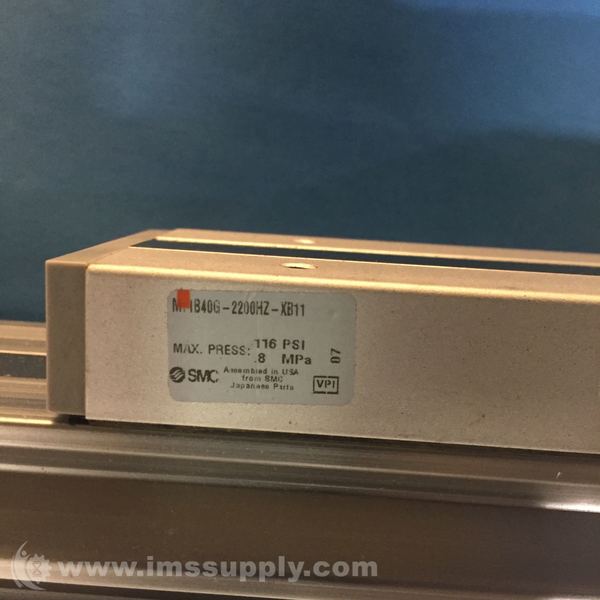 B40G-2200HZ-XB11
MAX. PRESS: 116 PSI
.8 MPa
07
SMC
Assembled in USA
from SMC
Japanese Parts
VPI
www.imssupply.com